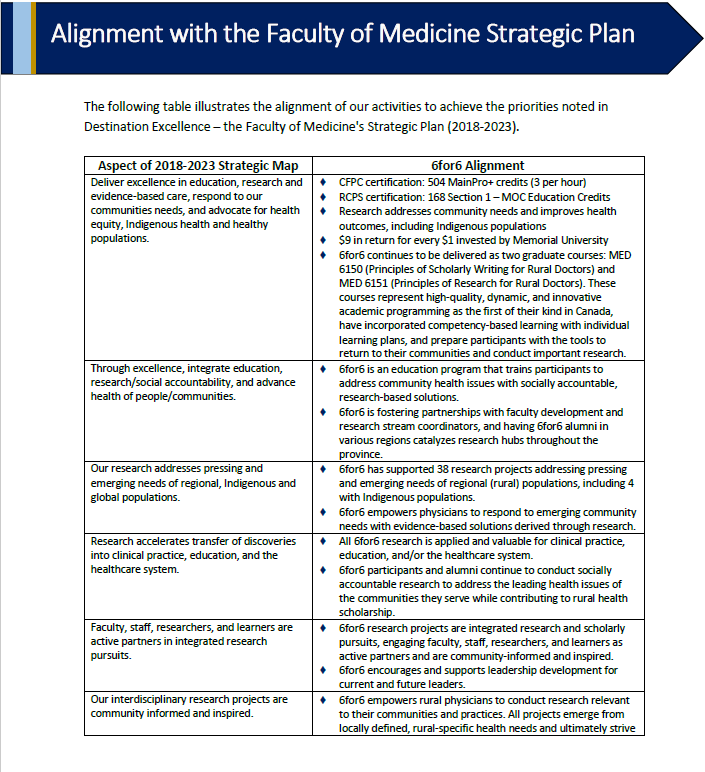 Alignment with the Faculty of Medicine Strategic Plan
The following table illustrates the alignment of our activities to achieve the priorities noted in
Destination Excellence – the Faculty of Medicine's Strategic Plan (2018-2023).
Aspect of 2018-2023 Strategic Map
6for6 Alignment
Deliver excellence in education, research and
evidence-based care, respond to our
communities needs, and advocate for health
equity, Indigenous health and healthy
populations.
♦ CFPC certification: 504 MainPro+ credits (3 per hour)
♦ RCPS certification: 168 Section 1 – MOC Education Credits
♦ Research addresses community needs and improves health
outcomes, including Indigenous populations
♦ $9 in return for every $1 invested by Memorial University
♦ 6for6 continues to be delivered as two graduate courses: MED
6150 (Principles of Scholarly Writing for Rural Doctors) and
MED 6151 (Principles of Research for Rural Doctors). These
courses represent high-quality, dynamic, and innovative
academic programming as the first of their kind in Canada,
have incorporated competency-based learning with individual
learning plans, and prepare participants with the tools to
return to their communities and conduct important research.
Through excellence, integrate education,
research/social accountability, and advance
health of people/communities.
♦ 6for6 is an education program that trains participants to
address community health issues with socially accountable,
research-based solutions.
♦ 6for6 is fostering partnerships with faculty development and
research stream coordinators, and having 6for6 alumni in
various regions catalyzes research hubs throughout the
province.
Our research addresses pressing and
emerging needs of regional, Indigenous and
global populations.
♦ 6for6 has supported 38 research projects addressing pressing
and emerging needs of regional (rural) populations, including 4
with Indigenous populations.
♦ 6for6 empowers physicians to respond to emerging community
needs with evidence-based solutions derived through research.
Research accelerates transfer of discoveries
into clinical practice, education, and the
healthcare system.
♦ All 6for6 research is applied and valuable for clinical practice,
education, and/or the healthcare system.
♦ 6for6 participants and alumni continue to conduct socially
accountable research to address the leading health issues of
the communities they serve while contributing to rural health
scholarship.
Faculty, staff, researchers, and learners are
active partners in integrated research
pursuits.
♦ 6for6 research projects are integrated research and scholarly
pursuits, engaging faculty, staff, researchers, and learners as
active partners and are community-informed and inspired.
♦ 6for6 encourages and supports leadership development for
current and future leaders.
Our interdisciplinary research projects are
community informed and inspired.
♦ 6for6 empowers rural physicians to conduct research relevant
to their communities and practices. All projects emerge from
locally defined, rural-specific health needs and ultimately strive